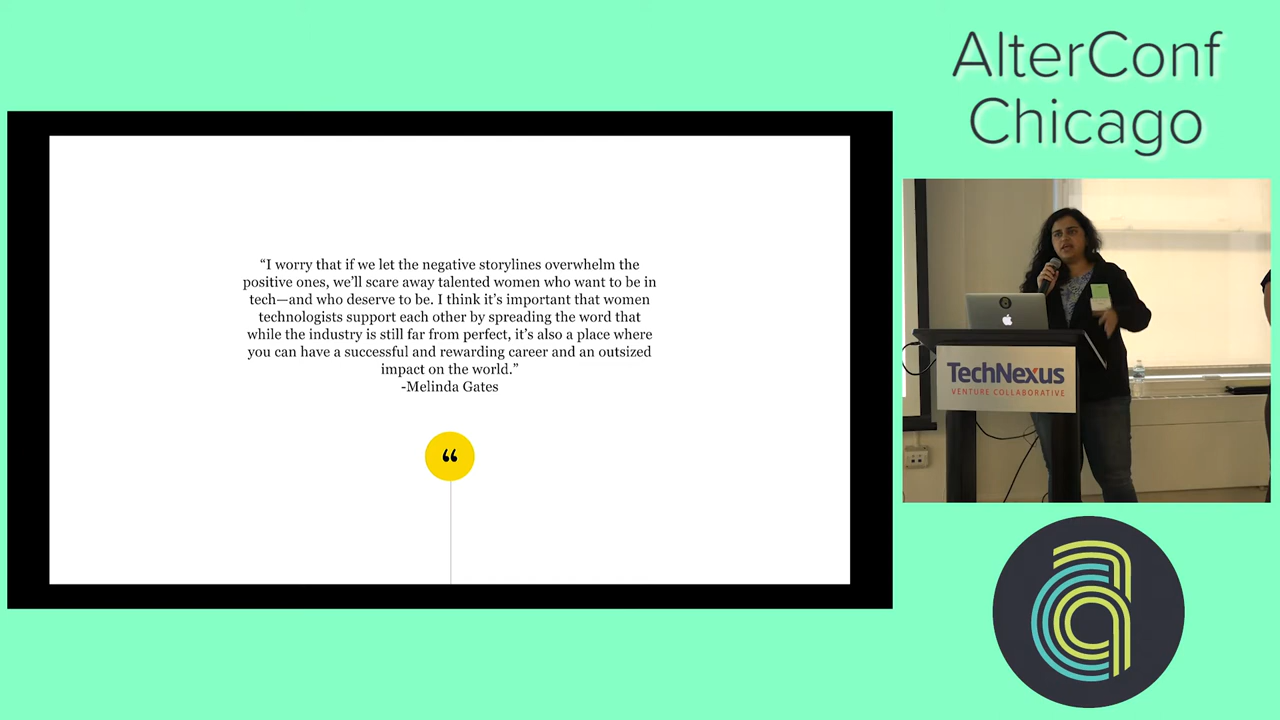 AlterConf
Chicago
“I worry that if we let the negative storylines overwhelm the
positive ones, we’ll scare away talented women who want to be in
tech—and who deserve to be. I think it’s important that women
technologists support each other by spreading the word that
while the industry is still far from perfect, it’s also a place where
you can have a successful and rewarding career and an outsized
impact on the world.”
-Melinda Gates
“
TechNexus
VENTURE COLLABORATIVE